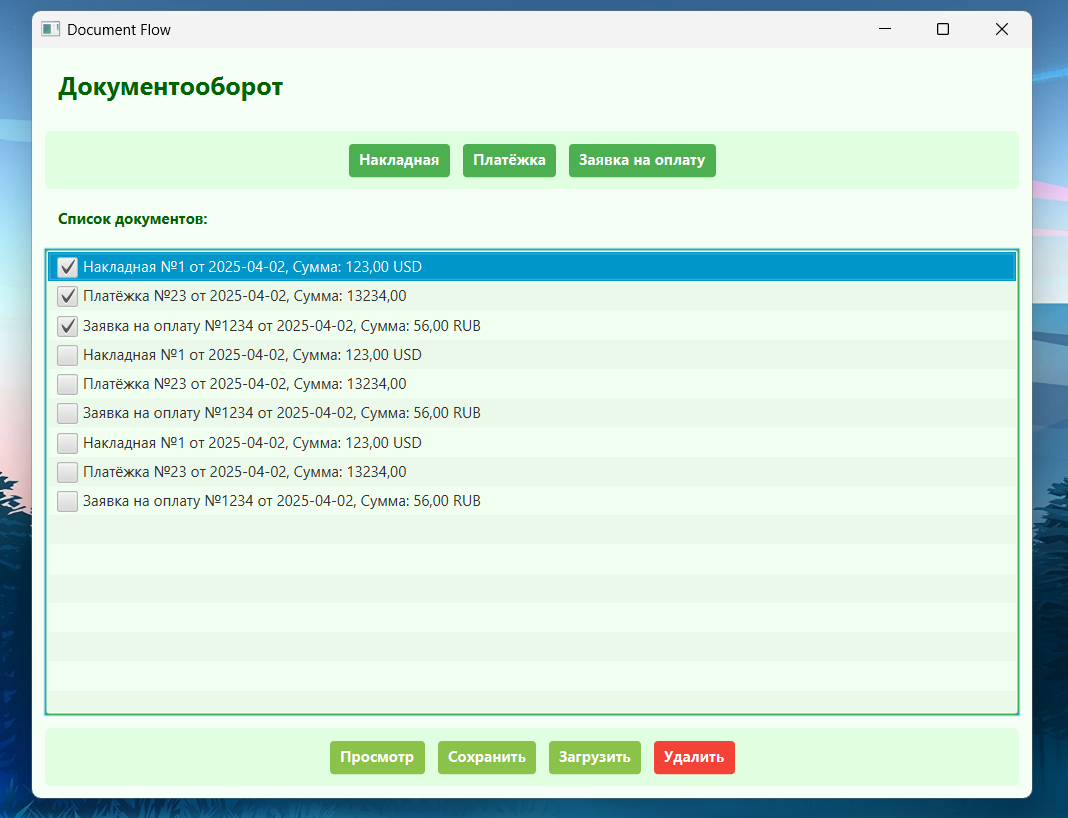 Document Flow
Документооборот
Накладная Платёжка Заявка на оплату
Список документов:
Накладная №1 от 2025-04-02, Сумма: 123,00 USD
Платёжка №23 от 2025-04-02, Сумма: 13234,00
Заявка на оплату №1234 от 2025-04-02, Сумма: 56,00 RUB
Накладная №1 от 2025-04-02, Сумма: 123,00 USD
Платёжка №23 от 2025-04-02, Сумма: 13234,00
Заявка на оплату №1234 от 2025-04-02, Сумма: 56,00 RUB
Накладная №1 от 2025-04-02, Сумма: 123,00 USD
Платёжка №23 от 2025-04-02, Сумма: 13234,00
Заявка на оплату №1234 от 2025-04-02, Сумма: 56,00 RUB
Просмотр Сохранить Загрузить Удалить